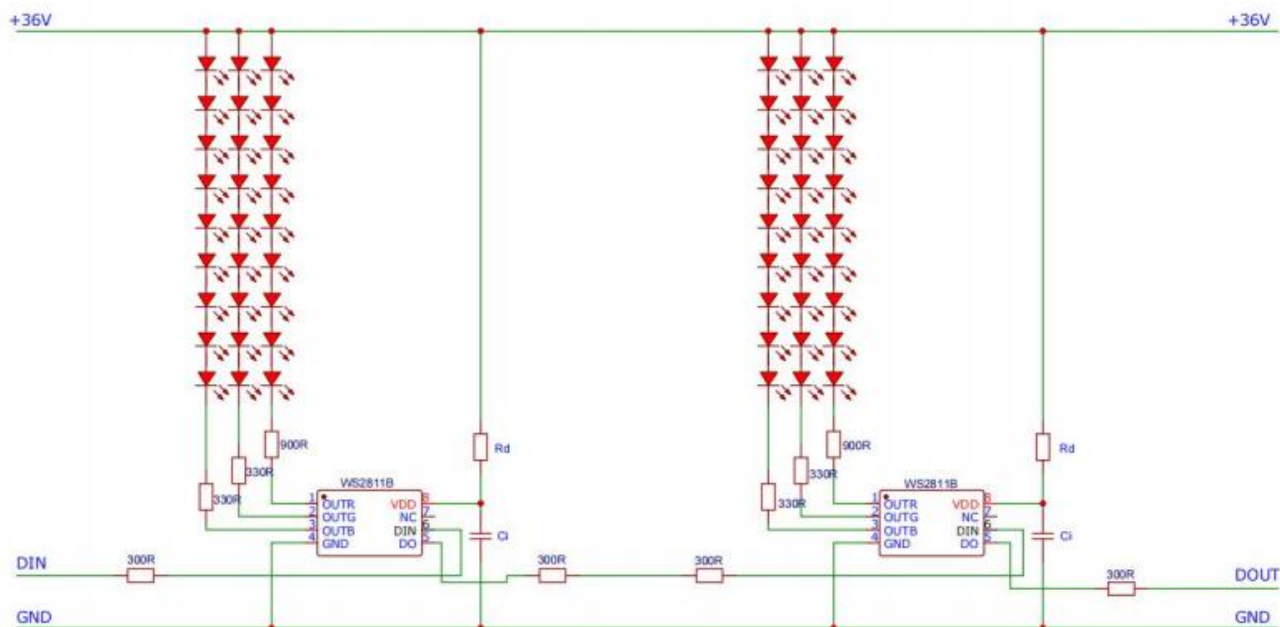 +36V +36V
900R Rd 900R Rd
330R 330R
330R WS2811B 330R WS2811B
1 OUTR VDD 8 1 OUTR VDD 8
2 OUTG NC 7 2 OUTG NC 7
3 OUTB DIN 6 3 OUTB DIN 6
4 GND DO 5 4 GND DO 5
Ci Ci
DIN 300R 300R 300R 300R DOUT
GND GND